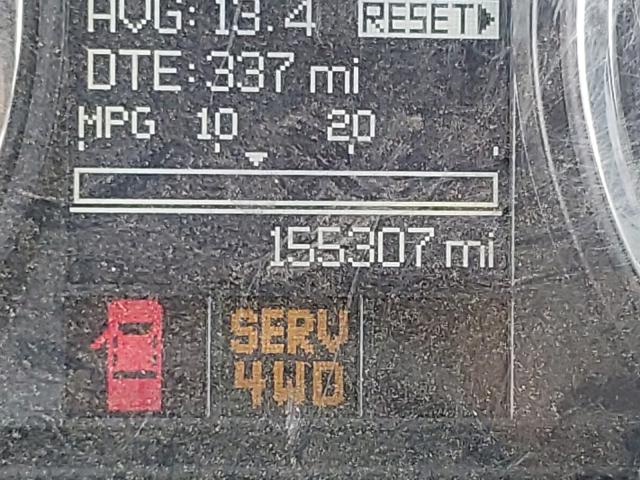 AVG: 13.4 RESET
DTE: 337 mi
MPG 10 20
155307 mi
SERV
4WD